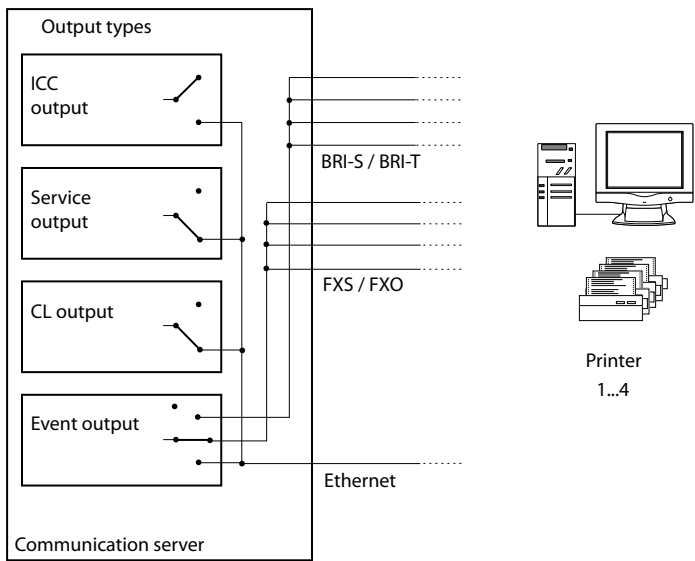 Output types
ICC
output
Service
output
CL output
Event output
Communication server
BRI-S / BRI-T
FXS / FXO
Ethernet
Printer
1...4